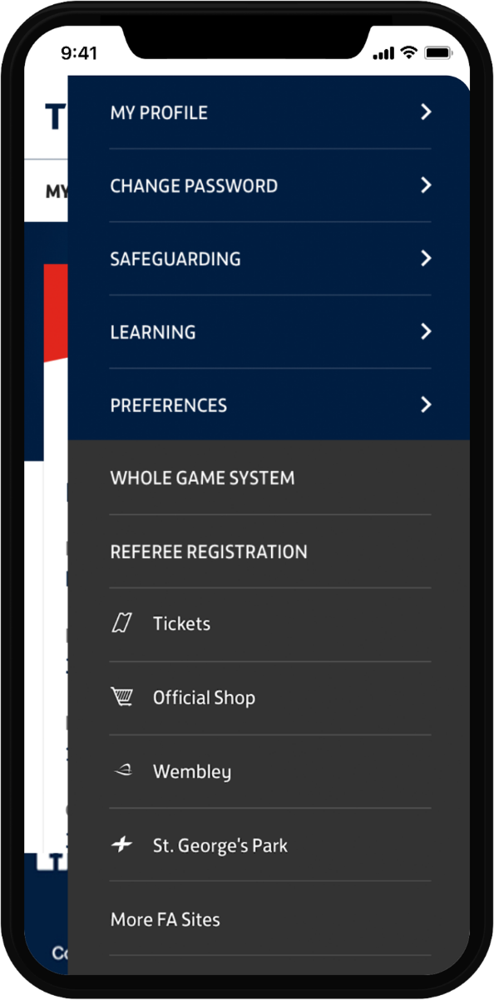 9:41
MY PROFILE
CHANGE PASSWORD
SAFEGUARDING
LEARNING
PREFERENCES
WHOLE GAME SYSTEM
REFEREE REGISTRATION
Tickets
Official Shop
Wembley
St. George's Park
More FA Sites